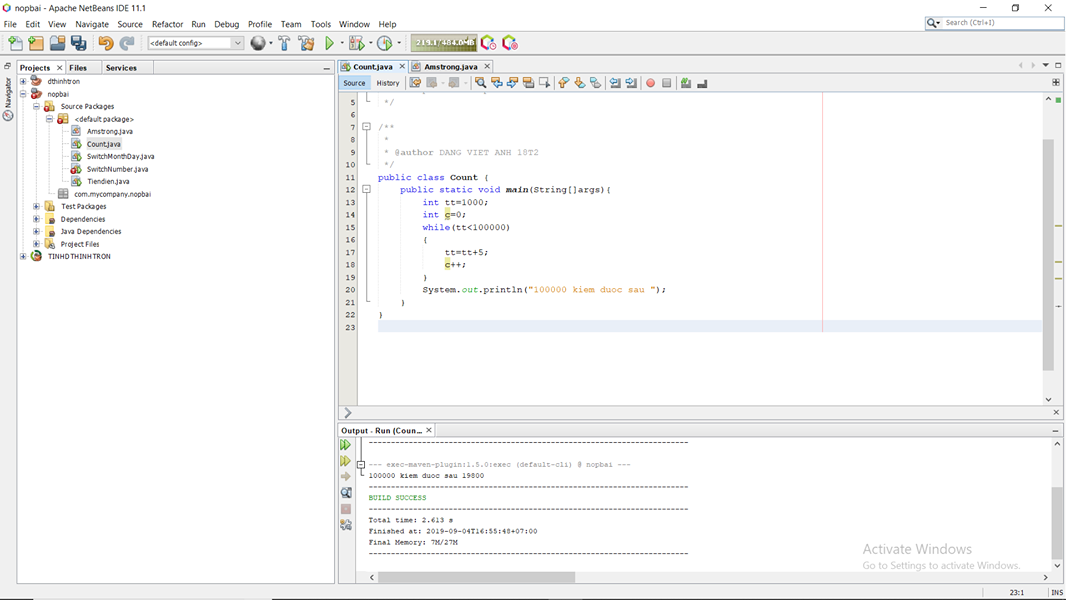 nopbai - Apache NetBeans IDE 11.1
File Edit View Navigate Source Refactor Run Debug Profile Team Tools Window Help
Search (Ctrl+I)
<default config>
219.1/484.0MB
Projects Files Services
Count.java Amstrong.java
Navigator
Source History
dthinhtron
nopbai
Source Packages
<default package>
Amstrong.java
Count.java
SwitchMonthDay.java
SwitchNumber.java
Tiendien.java
com.mycompany.nopbai
Test Packages
Dependencies
Java Dependencies
Project Files
TINHDTHINHTRON
5 */
6
7 /**
8 *
9 * @author DANG VIET ANH 18T2
10 */
11 public class Count {
12 public static void main(String[]args){
13 int tt=1000;
14 int c=0;
15 while(tt<100000)
16 {
17 tt=tt+5;
18 c++;
19 }
20 System.out.println("100000 kiem duoc sau ");
21 }
22 }
23
Output - Run (Coun...
------------------------------------------------------------------------
--- exec-maven-plugin:1.5.0:exec (default-cli) @ nopbai ---
100000 kiem duoc sau 19800
------------------------------------------------------------------------
BUILD SUCCESS
------------------------------------------------------------------------
Total time: 2.613 s
Finished at: 2019-09-04T16:55:48+07:00
Final Memory: 7M/27M
------------------------------------------------------------------------
Activate Windows
Go to Settings to activate Windows.
23:1 INS